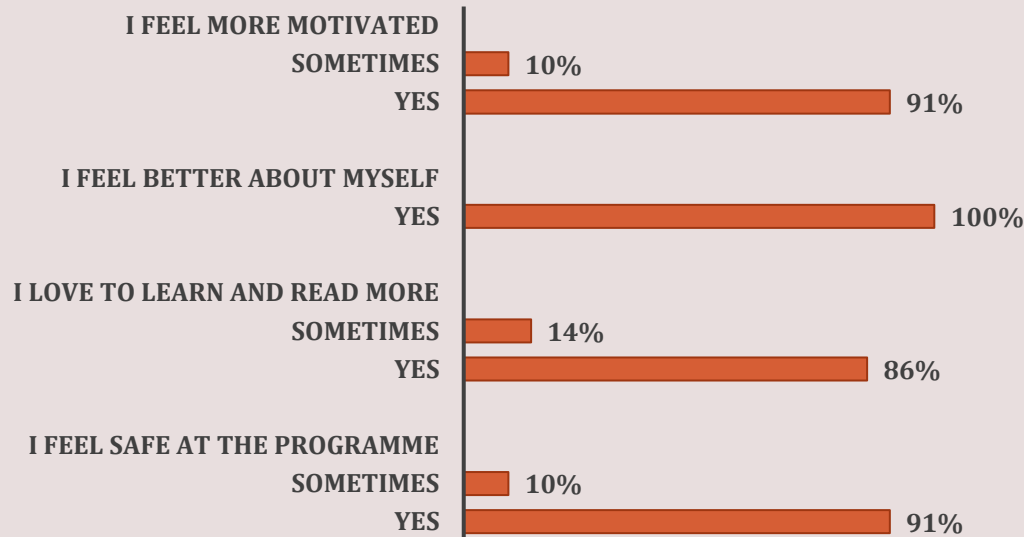 I FEEL MORE MOTIVATED
SOMETIMES 10%
YES 91%
I FEEL BETTER ABOUT MYSELF
YES 100%
I LOVE TO LEARN AND READ MORE
SOMETIMES 14%
YES 86%
I FEEL SAFE AT THE PROGRAMME
SOMETIMES 10%
YES 91%